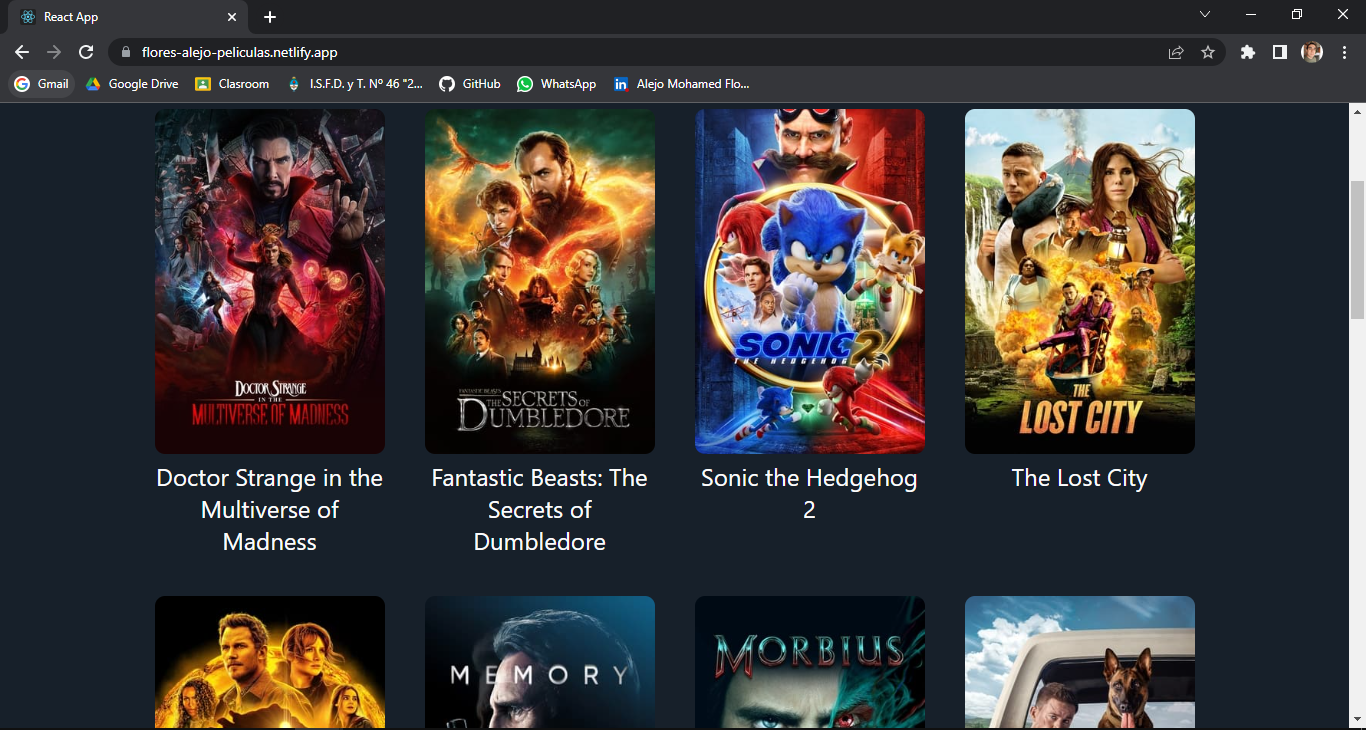 React App
flores-alejo-peliculas.netlify.app
Gmail
Google Drive
Clasroom
I.S.F.D. y T. Nº 46 "2...
GitHub
WhatsApp
Alejo Mohamed Flo...
DOCTOR STRANGE
IN THE
MULTIVERSE OF MADNESS
FANTASTIC BEASTS
THE SECRETS OF
DUMBLEDORE
SONIC 2
THE HEDGEHOG
THE
LOST CITY
Doctor Strange in the
Multiverse of
Madness
Fantastic Beasts: The
Secrets of
Dumbledore
Sonic the Hedgehog
2
The Lost City
MEMORY
MORBIUS